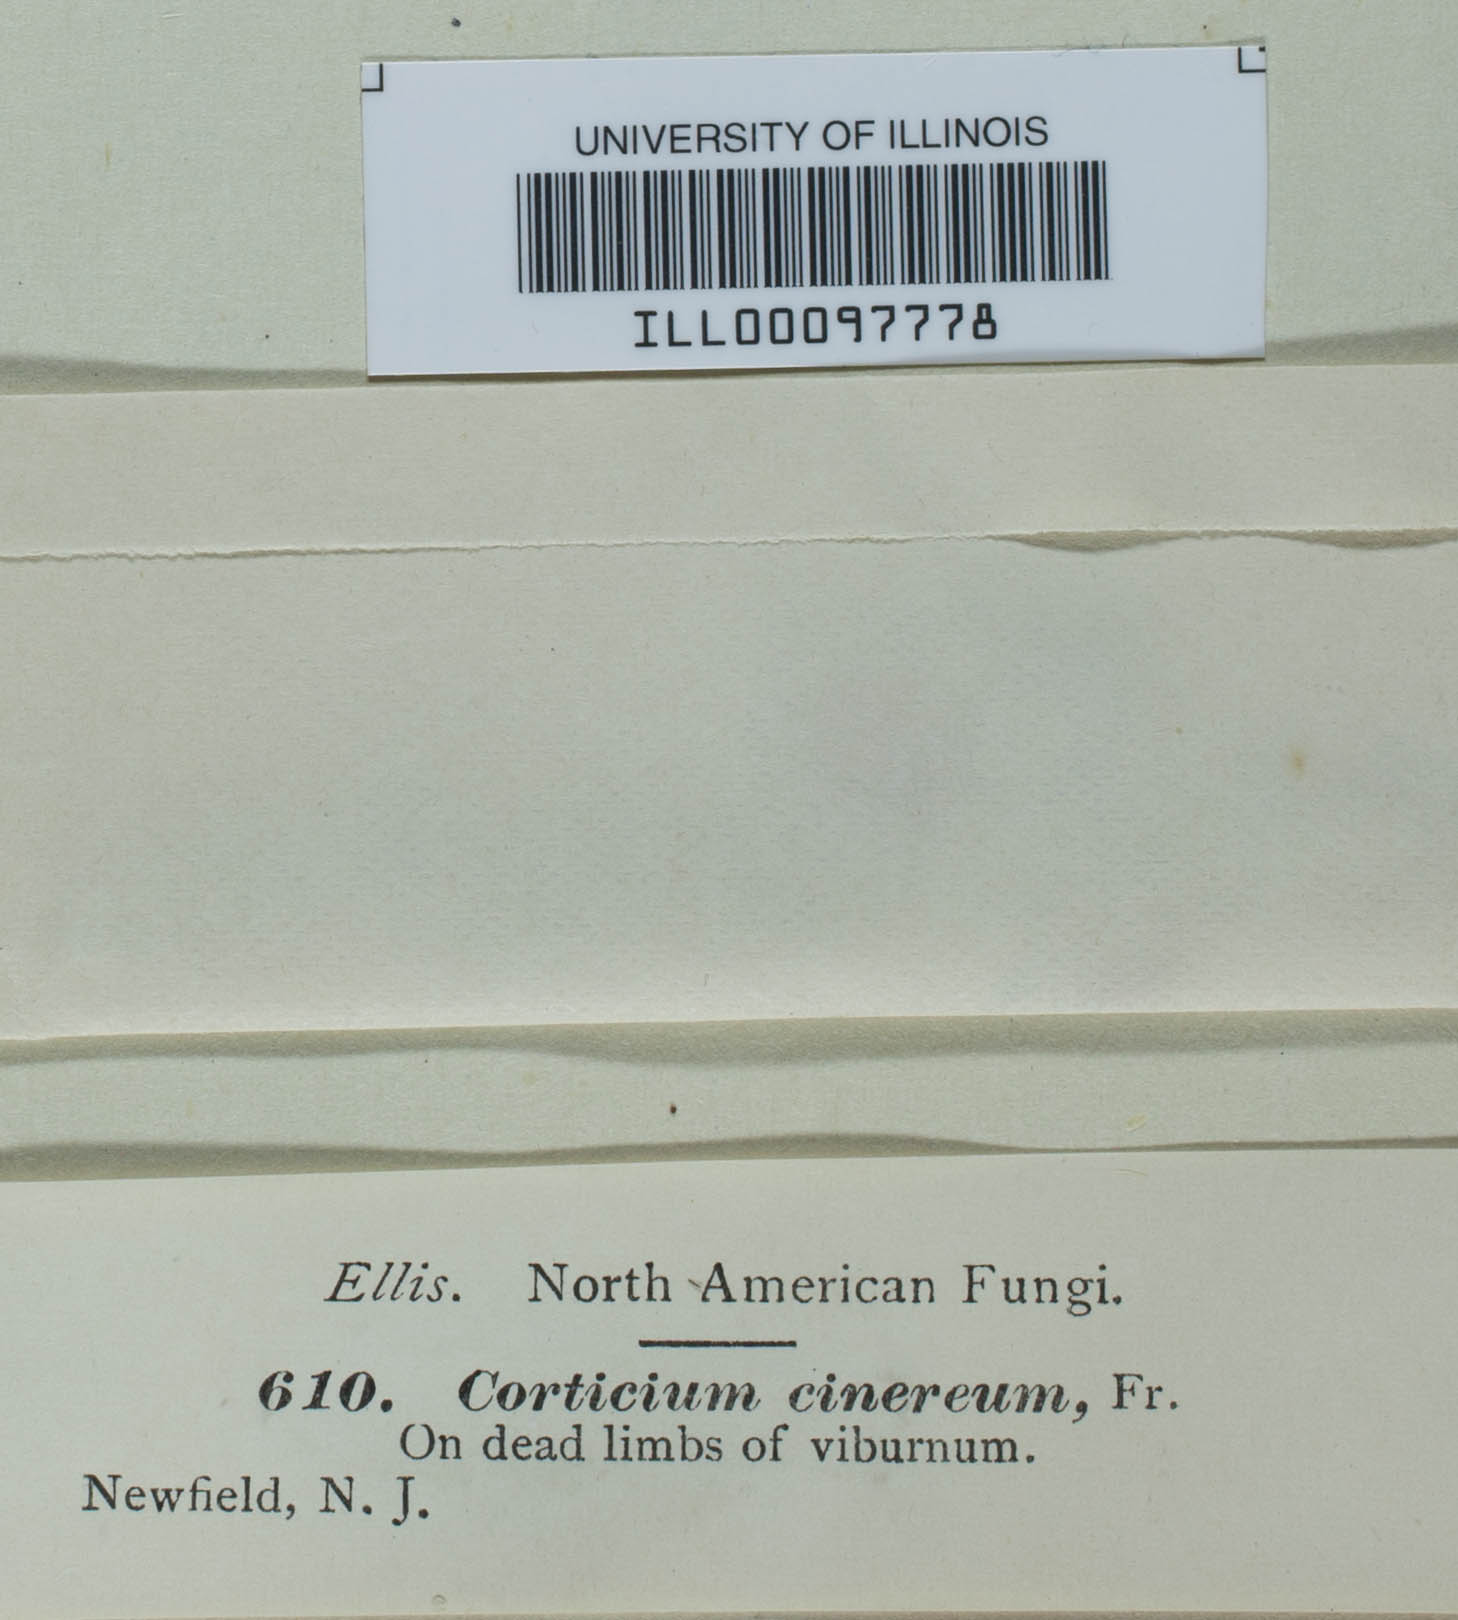 UNIVERSITY OF ILLINOIS
ILL00097778
Ellis. North American Fungi.
610. Corticium cinereum, Fr.
On dead limbs of viburnum.
Newfield, N. J.